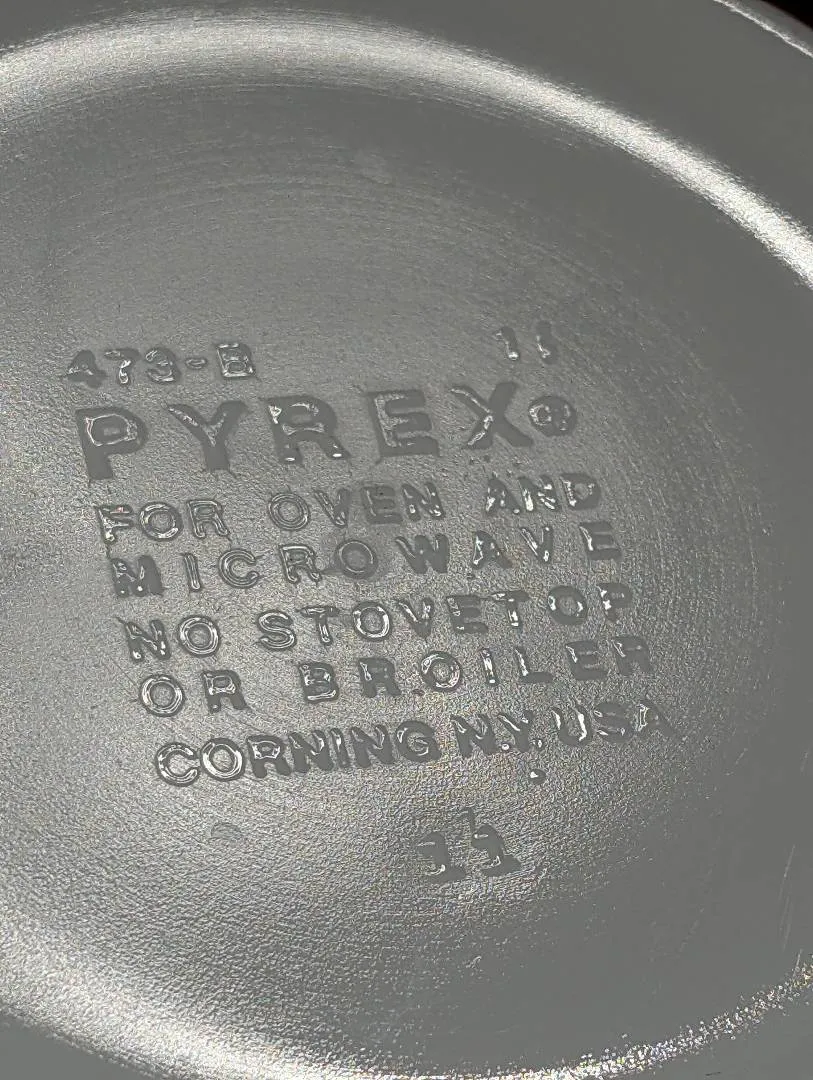 473-B
PYREX®
FOR OVEN AND
MICROWAVE
NO STOVETOP
OR BROILER
CORNING N.Y. USA